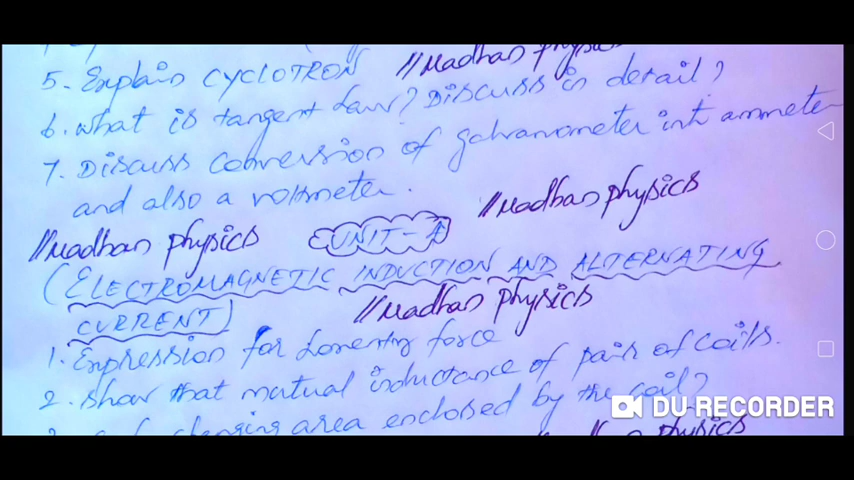 //Madhan physics
5. Explain CYCLOTRON
6. What is tangent law? Discuss in detail?
7. Discuss conversion of galvanometer into ammeter
and also a voltmeter.
//Madhan physics
//Madhan physics
UNIT-4
(ELECTROMAGNETIC INDUCTION AND ALTERNATING
CURRENT)
//Madhan physics
1. Expression for force
2. Show that mutual inductance of pair of coils.
changing area enclosed by the coil?
DU RECORDER
physics